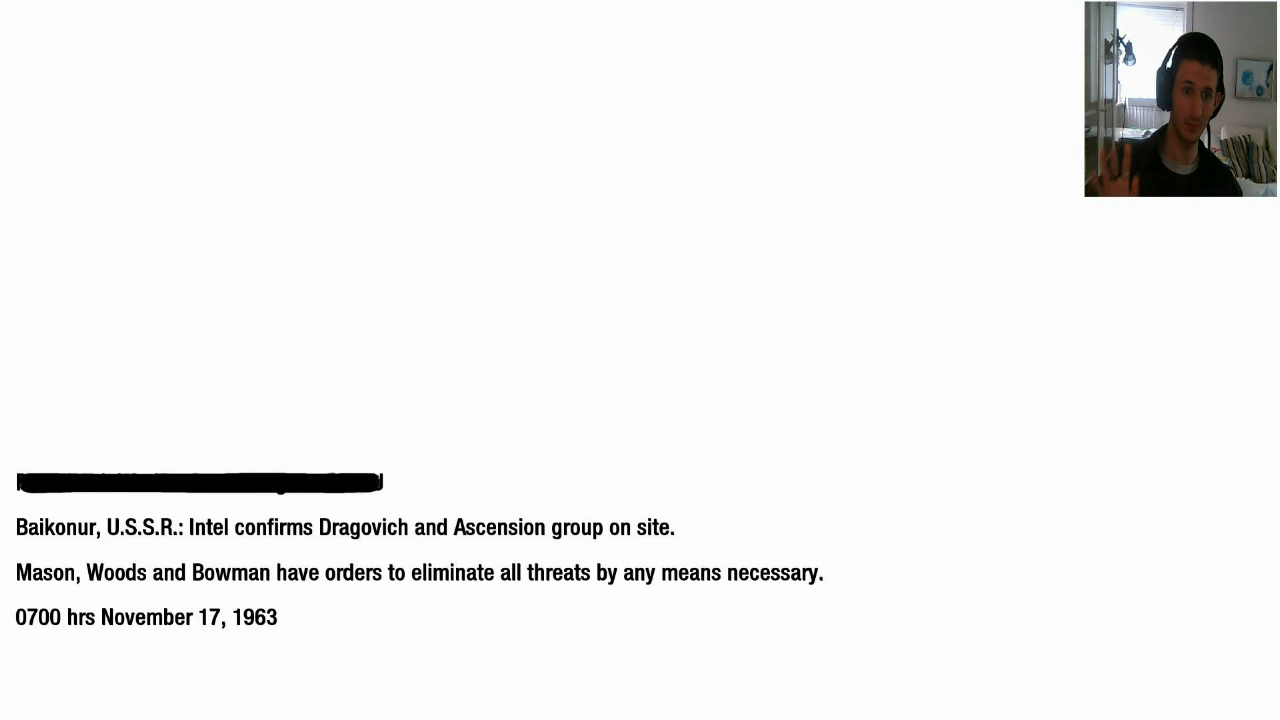 Baikonur, U.S.S.R.: Intel confirms Dragovich and Ascension group on site.
Mason, Woods and Bowman have orders to eliminate all threats by any means necessary.
0700 hrs November 17, 1963